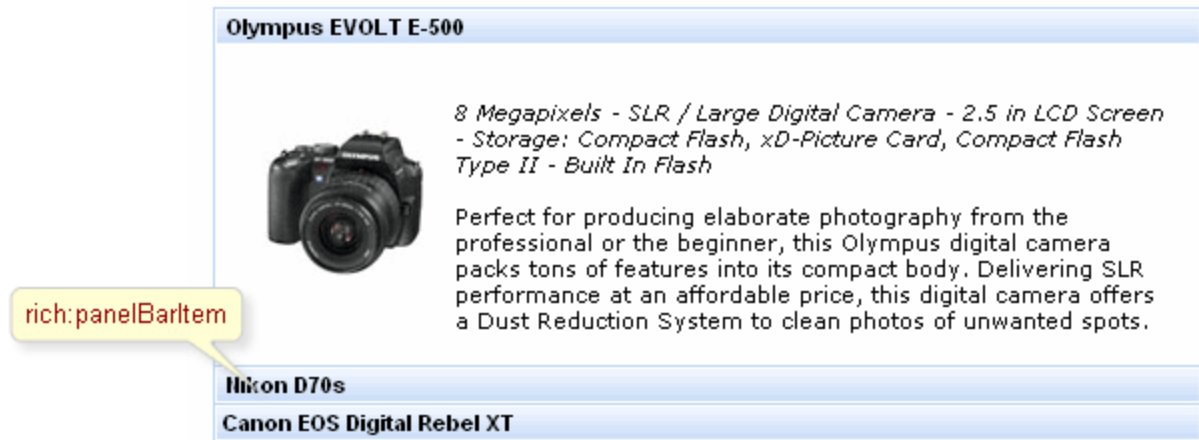 Olympus EVOLT E-500
8 Megapixels - SLR / Large Digital Camera - 2.5 in LCD Screen
- Storage: Compact Flash, xD-Picture Card, Compact Flash
Type II - Built In Flash
OLYMPUS
Perfect for producing elaborate photography from the
professional or the beginner, this Olympus digital camera
packs tons of features into its compact body. Delivering SLR
performance at an affordable price, this digital camera offers
a Dust Reduction System to clean photos of unwanted spots.
rich:panelBarItem
Nikon D70s
Canon EOS Digital Rebel XT